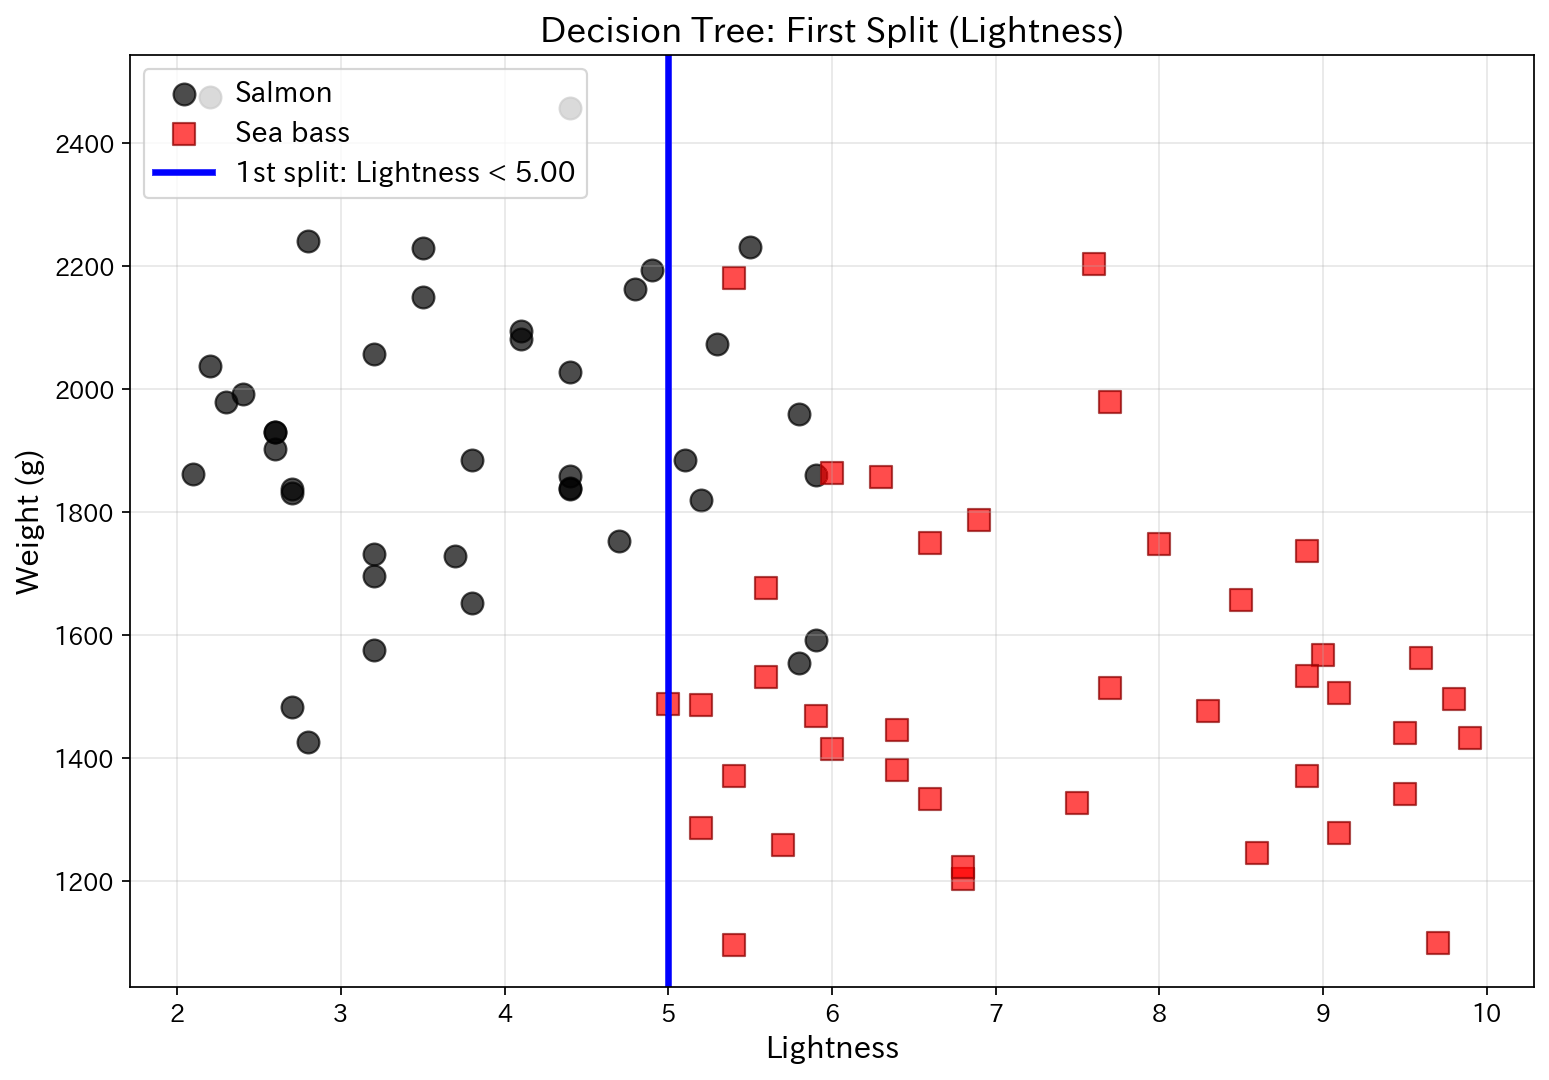 Decision Tree: First Split (Lightness)
Salmon
Sea bass
1st split: Lightness < 5.00
Weight (g)
2400
2200
2000
1800
1600
1400
1200
2 3 4 5 6 7 8 9 10
Lightness